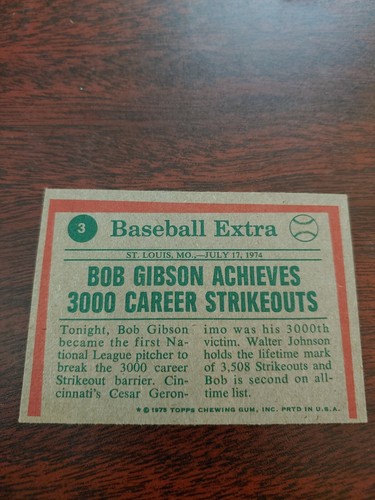 3
Baseball Extra
ST. LOUIS, MO.,—JULY 17, 1974
BOB GIBSON ACHIEVES
3000 CAREER STRIKEOUTS
Tonight, Bob Gibson
became the first Na-
tional League pitcher to
break the 3000 career
Strikeout barrier. Cin-
cinnati's Cesar Geron-
imo was his 3000th
victim. Walter Johnson
holds the lifetime mark
of 3,508 Strikeouts and
Bob is second on all-
time list.
* © 1975 TOPPS CHEWING GUM, INC. PRTD IN U.S.A.